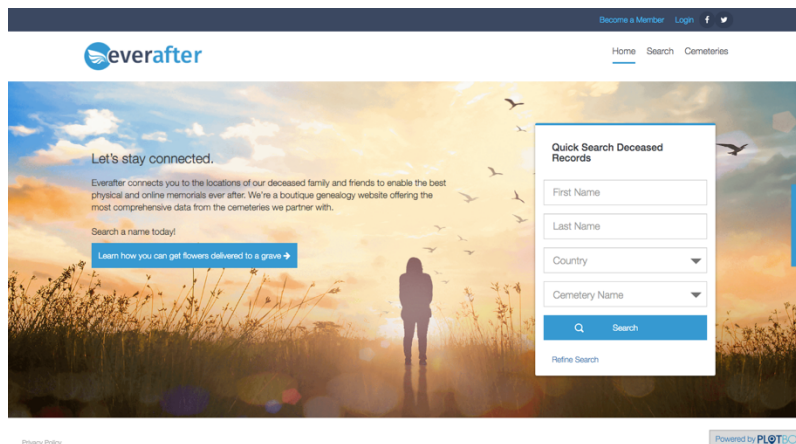 Become a Member Login
everafter
Home Search Cemeteries
Let's stay connected.
Everafter connects you to the locations of our deceased family and friends to enable the best
physical and online memorials ever after. We're a boutique genealogy website offering the
most comprehensive data from the cemeteries we partner with.
Search a name today!
Learn how you can get flowers delivered to a grave →
Quick Search Deceased
Records
First Name
Last Name
Country
Cemetery Name
Search
Refine Search
Privacy Policy
Powered by PLOTBO